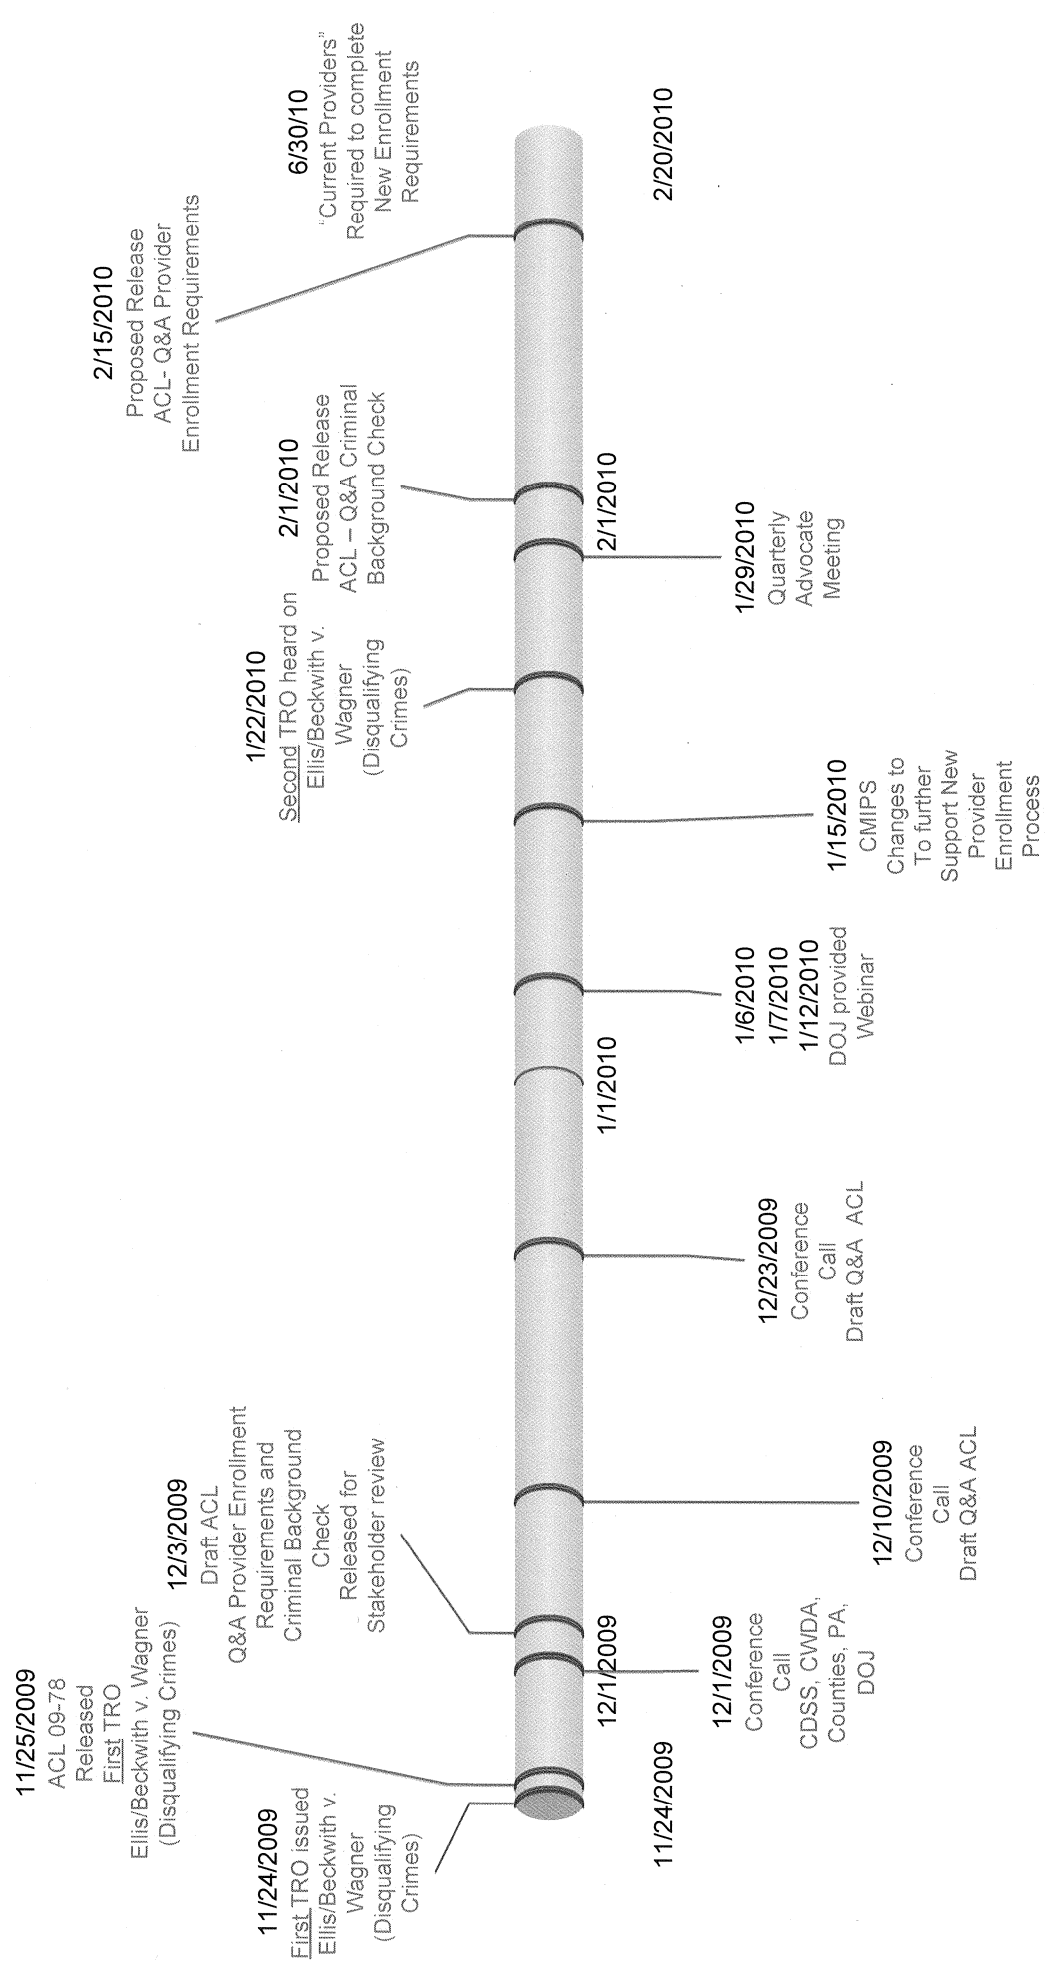 11/25/2009
ACL 09-78
Released
First TRO
Ellis/Beckwith v. Wagner
(Disqualifying Crimes)
11/24/2009
First TRO issued
Ellis/Beckwith v.
Wagner
(Disqualifying
Crimes)
12/3/2009
Draft ACL
Q&A Provider Enrollment
Requirements and
Criminal Background
Check
Released for
Stakeholder review
1/22/2010
Second TRO heard on
Ellis/Beckwith v.
Wagner
(Disqualifying
Crimes)
2/1/2010
Proposed Release
ACL – Q&A Criminal
Background Check
2/15/2010
Proposed Release
ACL- Q&A Provider
Enrollment Requirements
6/30/10
"Current Providers"
Required to complete
New Enrollment
Requirements
11/24/2009
12/1/2009
1/1/2010
2/1/2010
2/20/2010
12/1/2009
Conference
Call
CDSS, CWDA,
Counties, PA,
DOJ
12/10/2009
Conference
Call
Draft Q&A ACL
12/23/2009
Conference
Call
Draft Q&A ACL
1/6/2010
1/7/2010
1/12/2010
DOJ provided
Webinar
1/15/2010
CMIPS
Changes to
To further
Support New
Provider
Enrollment
Process
1/29/2010
Quarterly
Advocate
Meeting